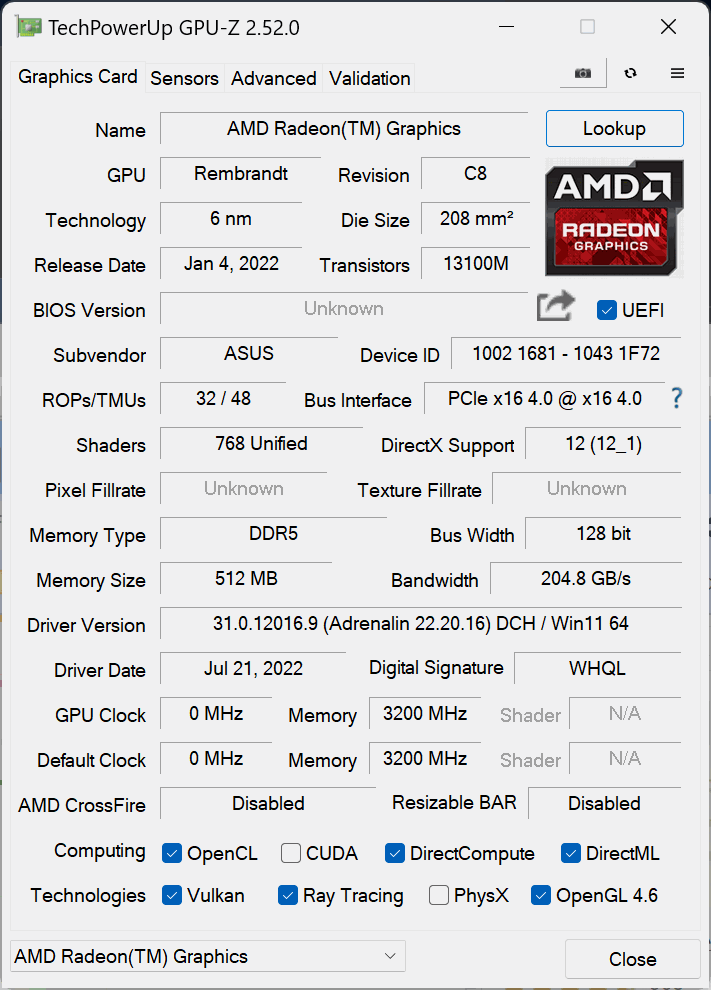 TechPowerUp GPU-Z 2.52.0
Graphics Card Sensors Advanced Validation
Name AMD Radeon(TM) Graphics Lookup
GPU Rembrandt Revision C8
AMD
RADEON
GRAPHICS
Technology 6 nm Die Size 208 mm²
Release Date Jan 4, 2022 Transistors 13100M
BIOS Version Unknown UEFI
Subvendor ASUS Device ID 1002 1681 - 1043 1F72
ROPs/TMUs 32 / 48 Bus Interface PCIe x16 4.0 @ x16 4.0 ?
Shaders 768 Unified DirectX Support 12 (12_1)
Pixel Fillrate Unknown Texture Fillrate Unknown
Memory Type DDR5 Bus Width 128 bit
Memory Size 512 MB Bandwidth 204.8 GB/s
Driver Version 31.0.12016.9 (Adrenalin 22.20.16) DCH / Win11 64
Driver Date Jul 21, 2022 Digital Signature WHQL
GPU Clock 0 MHz Memory 3200 MHz Shader N/A
Default Clock 0 MHz Memory 3200 MHz Shader N/A
AMD CrossFire Disabled Resizable BAR Disabled
Computing OpenCL CUDA DirectCompute DirectML
Technologies Vulkan Ray Tracing PhysX OpenGL 4.6
AMD Radeon(TM) Graphics Close